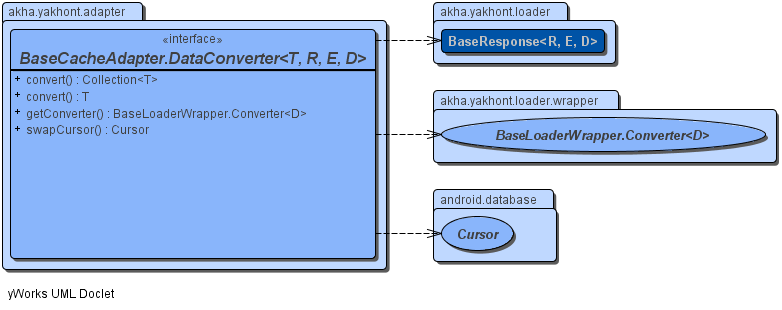 akha.yakhont.adapter
«interface»
BaseCacheAdapter.DataConverter<T, R, E, D>
+ convert() : Collection<T>
+ convert() : T
+ getConverter() : BaseLoaderWrapper.Converter<D>
+ swapCursor() : Cursor
akha.yakhont.loader
BaseResponse<R, E, D>
akha.yakhont.loader.wrapper
BaseLoaderWrapper.Converter<D>
android.database
Cursor
yWorks UML Doclet